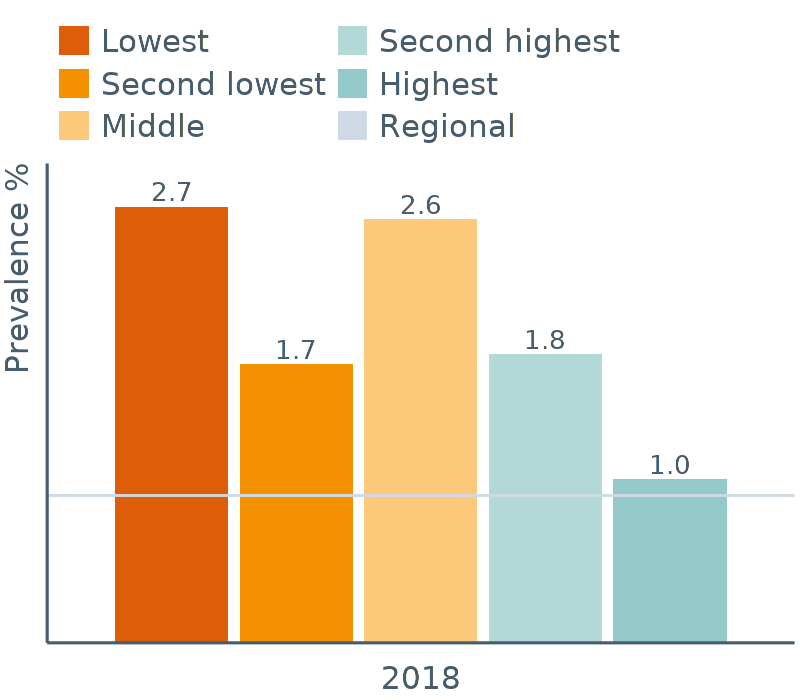 Lowest
Second lowest
Middle
Second highest
Highest
Regional
Prevalence %
2.7
1.7
2.6
1.8
1.0
2018